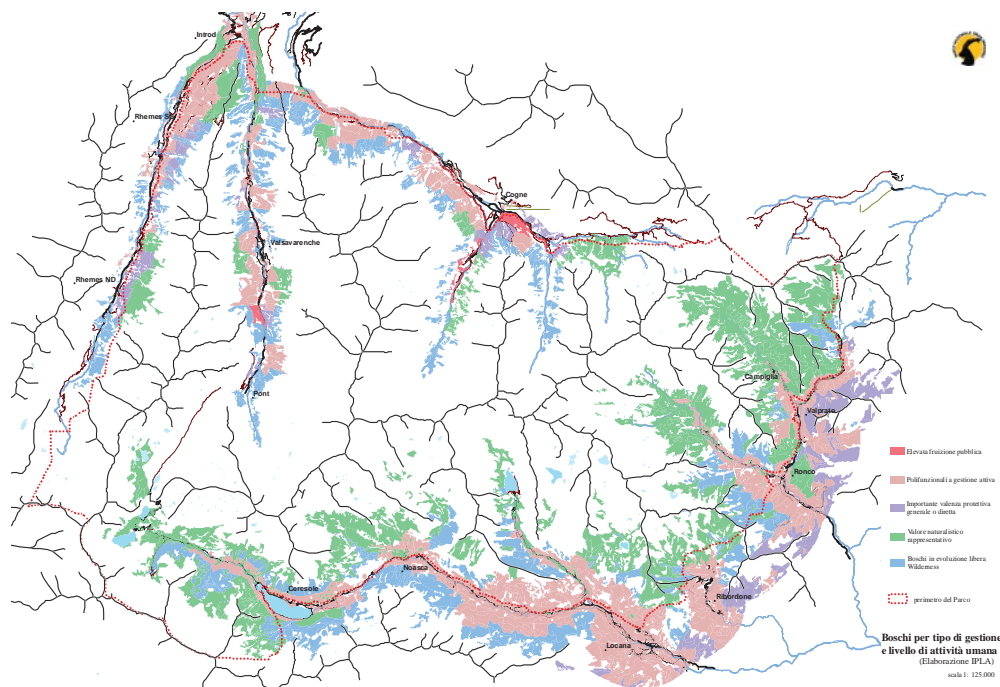 Introd
Rhemes S
Cogne
Valsavarenche
Rhemes ND
Pont
Campiglia
Valprato
Ronco
Noasca
Ceresole
Ribordone
Locana
Elevata fruizione pubblica
Polifunzionali a gestione attiva
Importante valenza protettiva
generale o diretta
Valore naturalistico
rappresentativo
Boschi in evoluzione libera
Wilderness
perimetro del Parco
Boschi per tipo di gestione
e livello di attività umana
(Elaborazione IPLA)
scala 1: 125.000